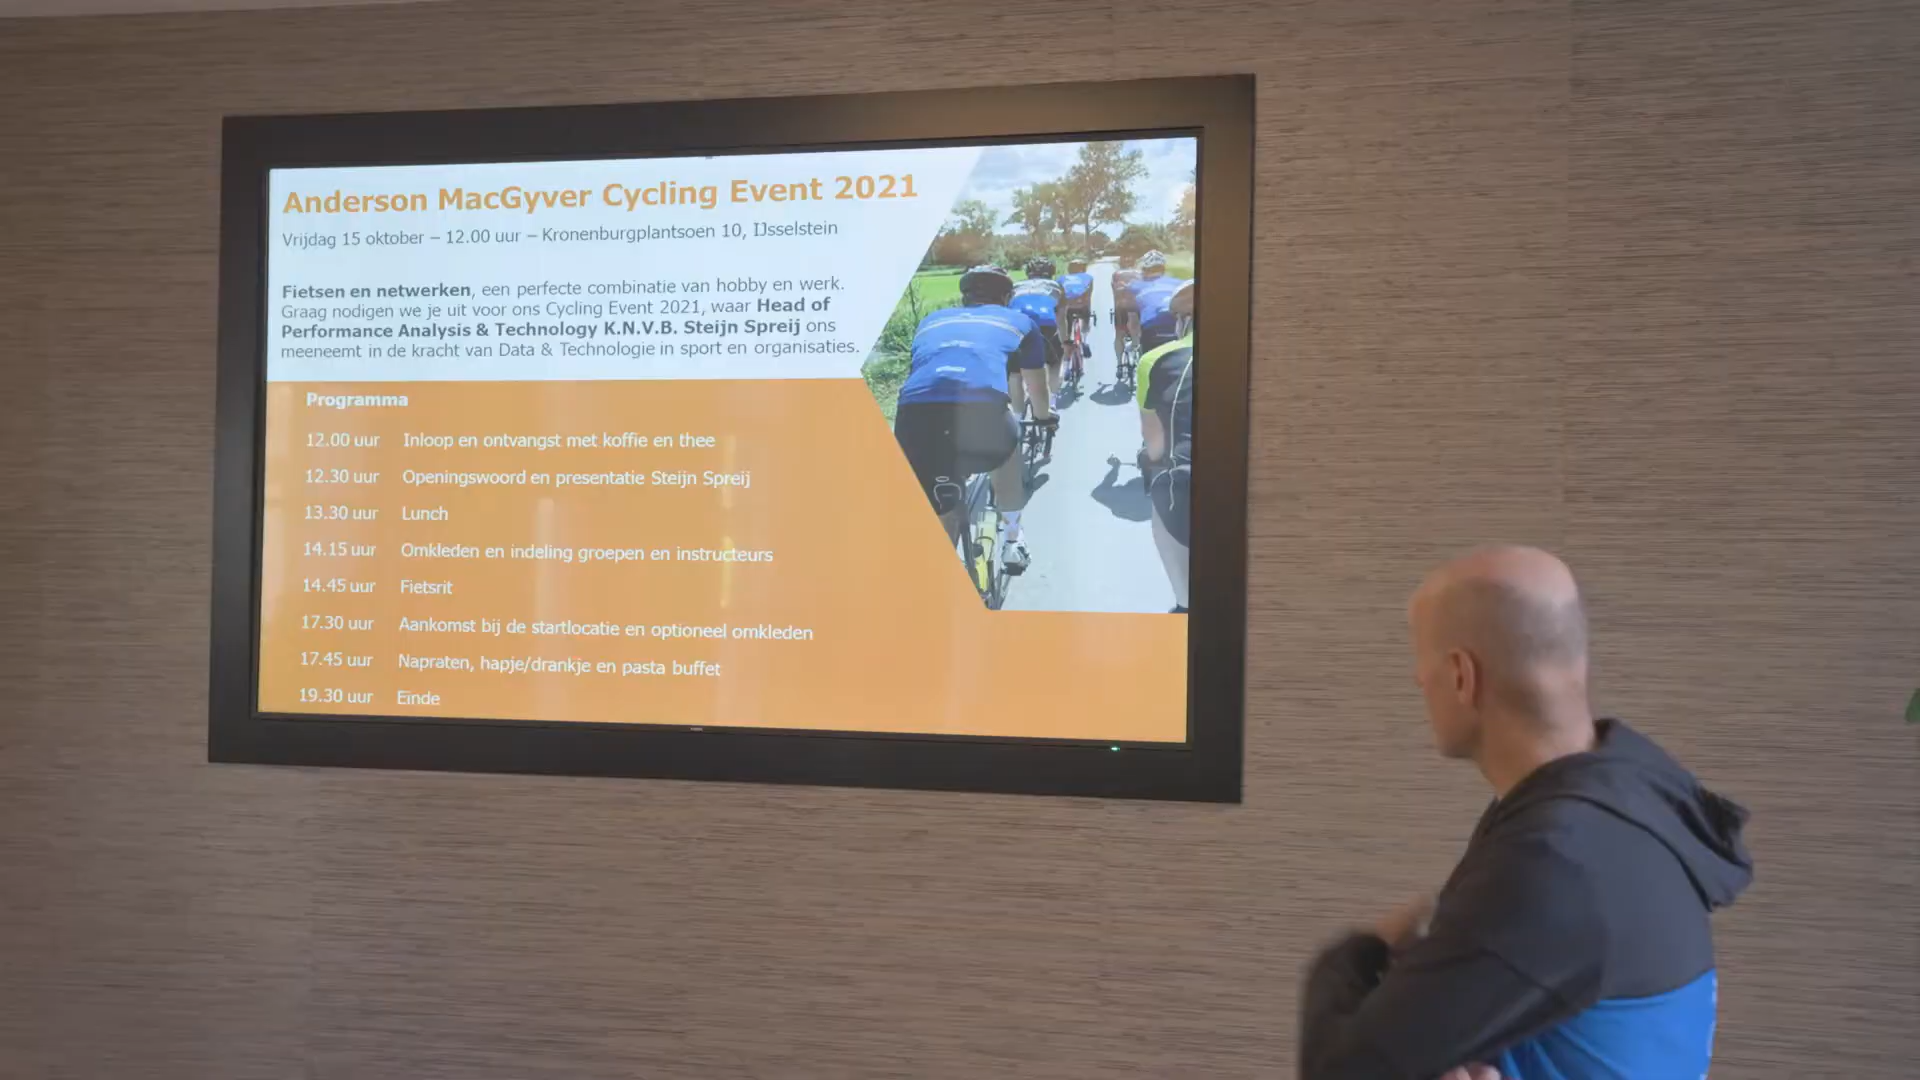 Anderson MacGyver Cycling Event 2021
Vrijdag 15 oktober – 12.00 uur – Kronenburgplantsoen 10, IJsselstein
Fietsen en netwerken, een perfecte combinatie van hobby en werk.
Graag nodigen we je uit voor ons Cycling Event 2021, waar Head of
Performance Analysis & Technology K.N.V.B. Steijn Spreij ons
meeneemt in de kracht van Data & Technologie in sport en organisaties.
Programma
12.00 uur Inloop en ontvangst met koffie en thee
12.30 uur Openingswoord en presentatie Steijn Spreij
13.30 uur Lunch
14.15 uur Omkleden en indeling groepen en instructeurs
14.45 uur Fietsrit
17.30 uur Aankomst bij de startlocatie en optioneel omkleden
17.45 uur Napraten, hapje/drankje en pasta buffet
19.30 uur Einde